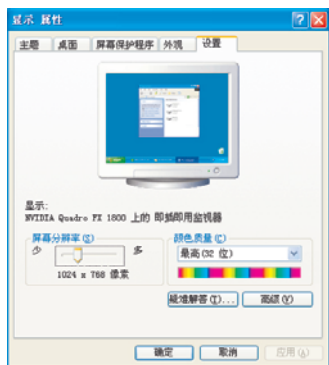 显示 属性
主题 桌面 屏幕保护程序 外观 设置
显示:
NVIDIA Quadro FX 1800 上的 即插即用监视器
屏幕分辨率(S)
少 多
1024 x 768 像素
颜色质量(C)
最高(32 位)
疑难解答(T)... 高级(V)
确定 取消 应用(A)